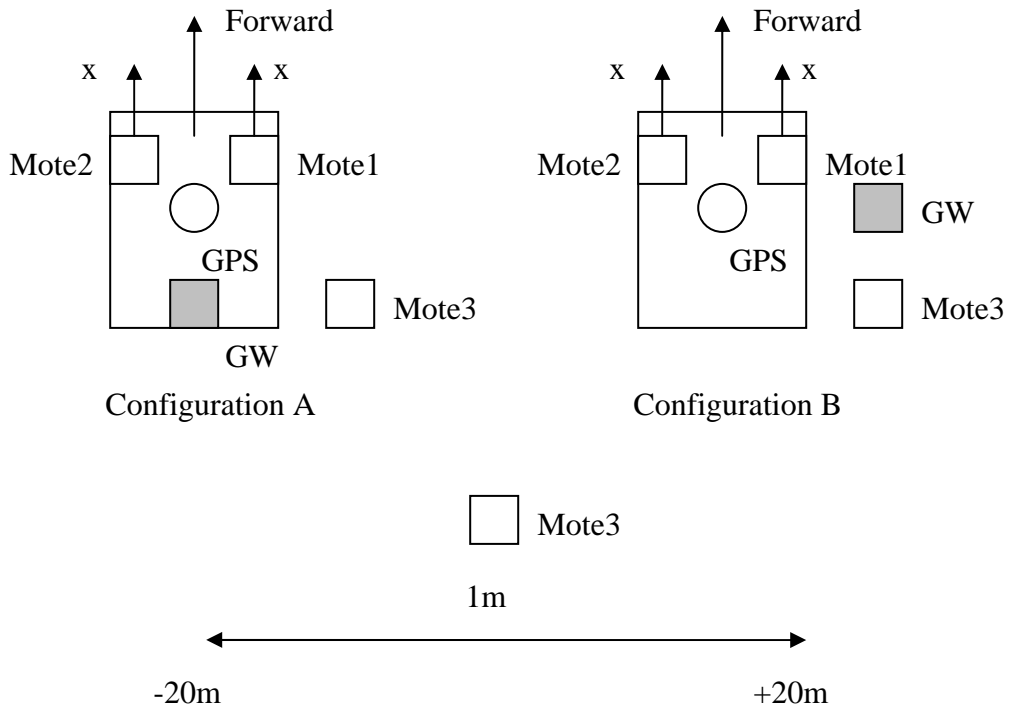 Forward
Forward
x
x
x
x
Mote2
Mote1
Mote2
Mote1
GW
GPS
GPS
Mote3
Mote3
GW
Configuration A
Configuration B
Mote3
1m
-20m
+20m